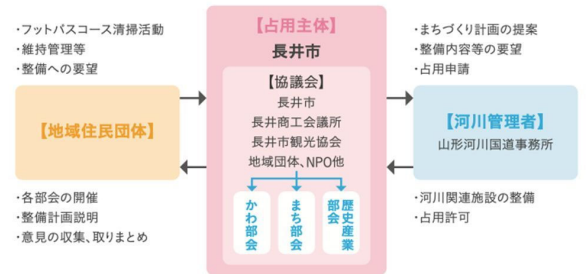 ・フットパスコース清掃活動
・維持管理等
・整備への要望
【地域住民団体】
・各部会の開催
・整備計画説明
・意見の収集、取りまとめ
【占用主体】
長井市
【協議会】
長井市
長井商工会議所
長井市観光協会
地域団体、NPO他
かわ部会
まち部会
歴史産業
部会
・まちづくり計画の提案
・整備内容等の要望
・占用申請
【河川管理者】
山形河川国道事務所
・河川関連施設の整備
・占用許可